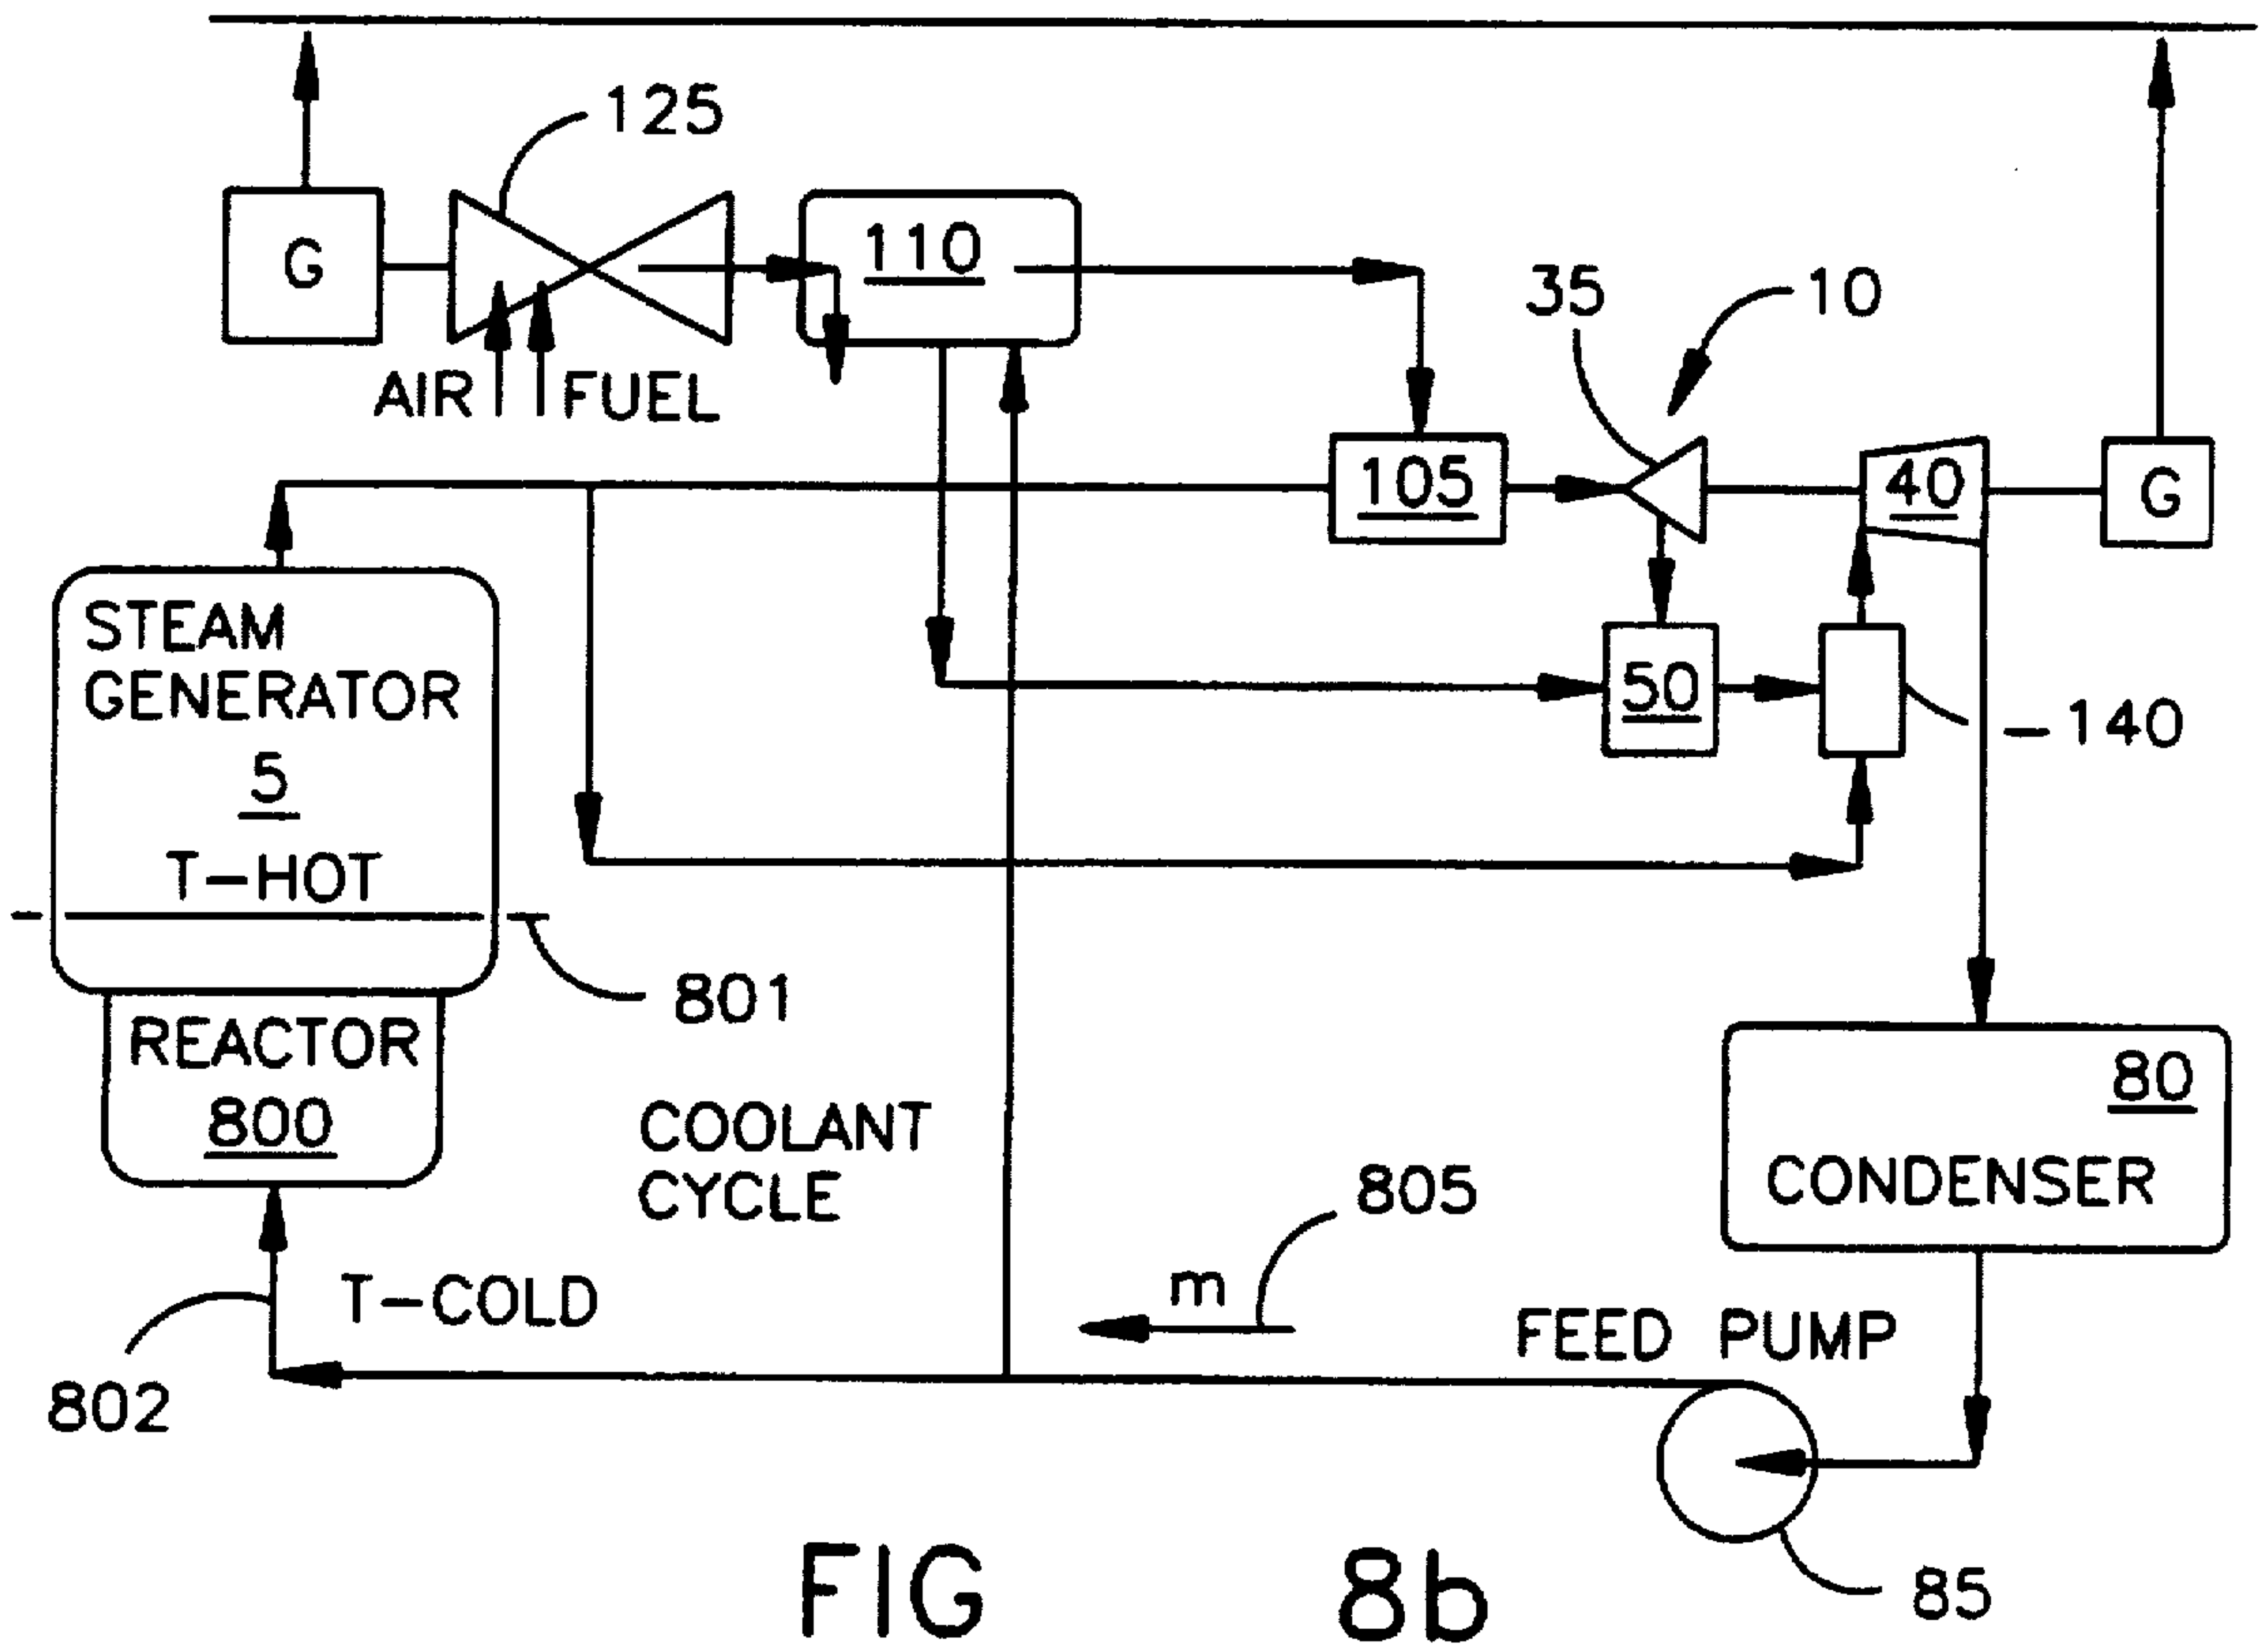 125
G
110
35
10
AIR
FUEL
105
40
G
STEAM
GENERATOR
5
50
140
T-HOT
801
REACTOR
800
80
CONDENSER
COOLANT
CYCLE
805
m
T-COLD
FEED PUMP
802
85
FIG 8b